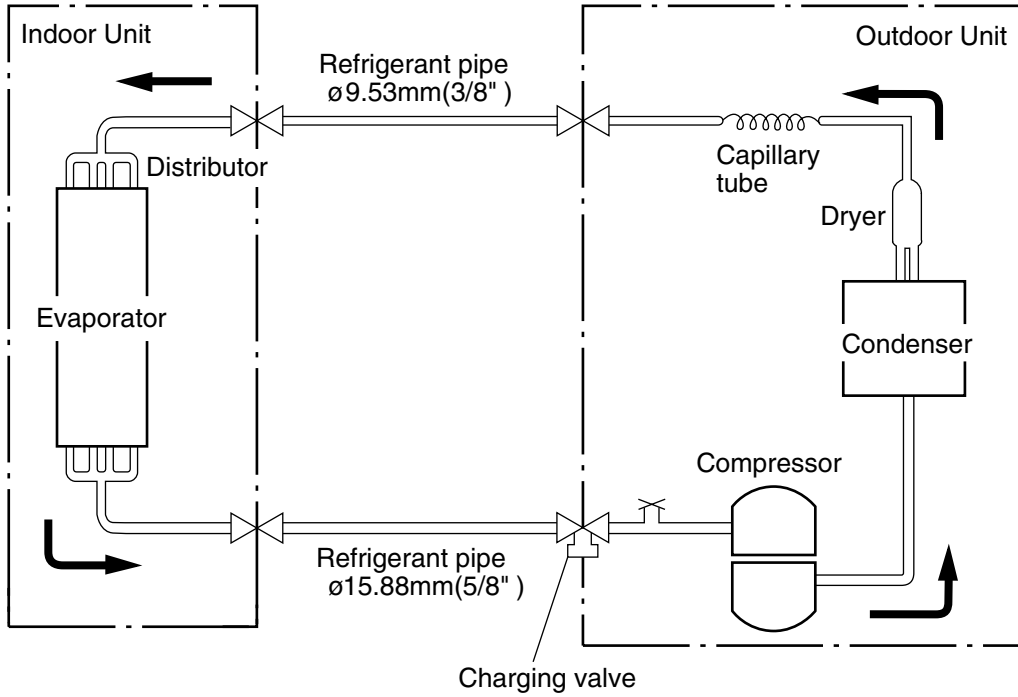 Indoor Unit
Outdoor Unit
Refrigerant pipe
ø9.53mm(3/8" )
Distributor
Capillary
tube
Dryer
Evaporator
Condenser
Compressor
Refrigerant pipe
ø15.88mm(5/8" )
Charging valve